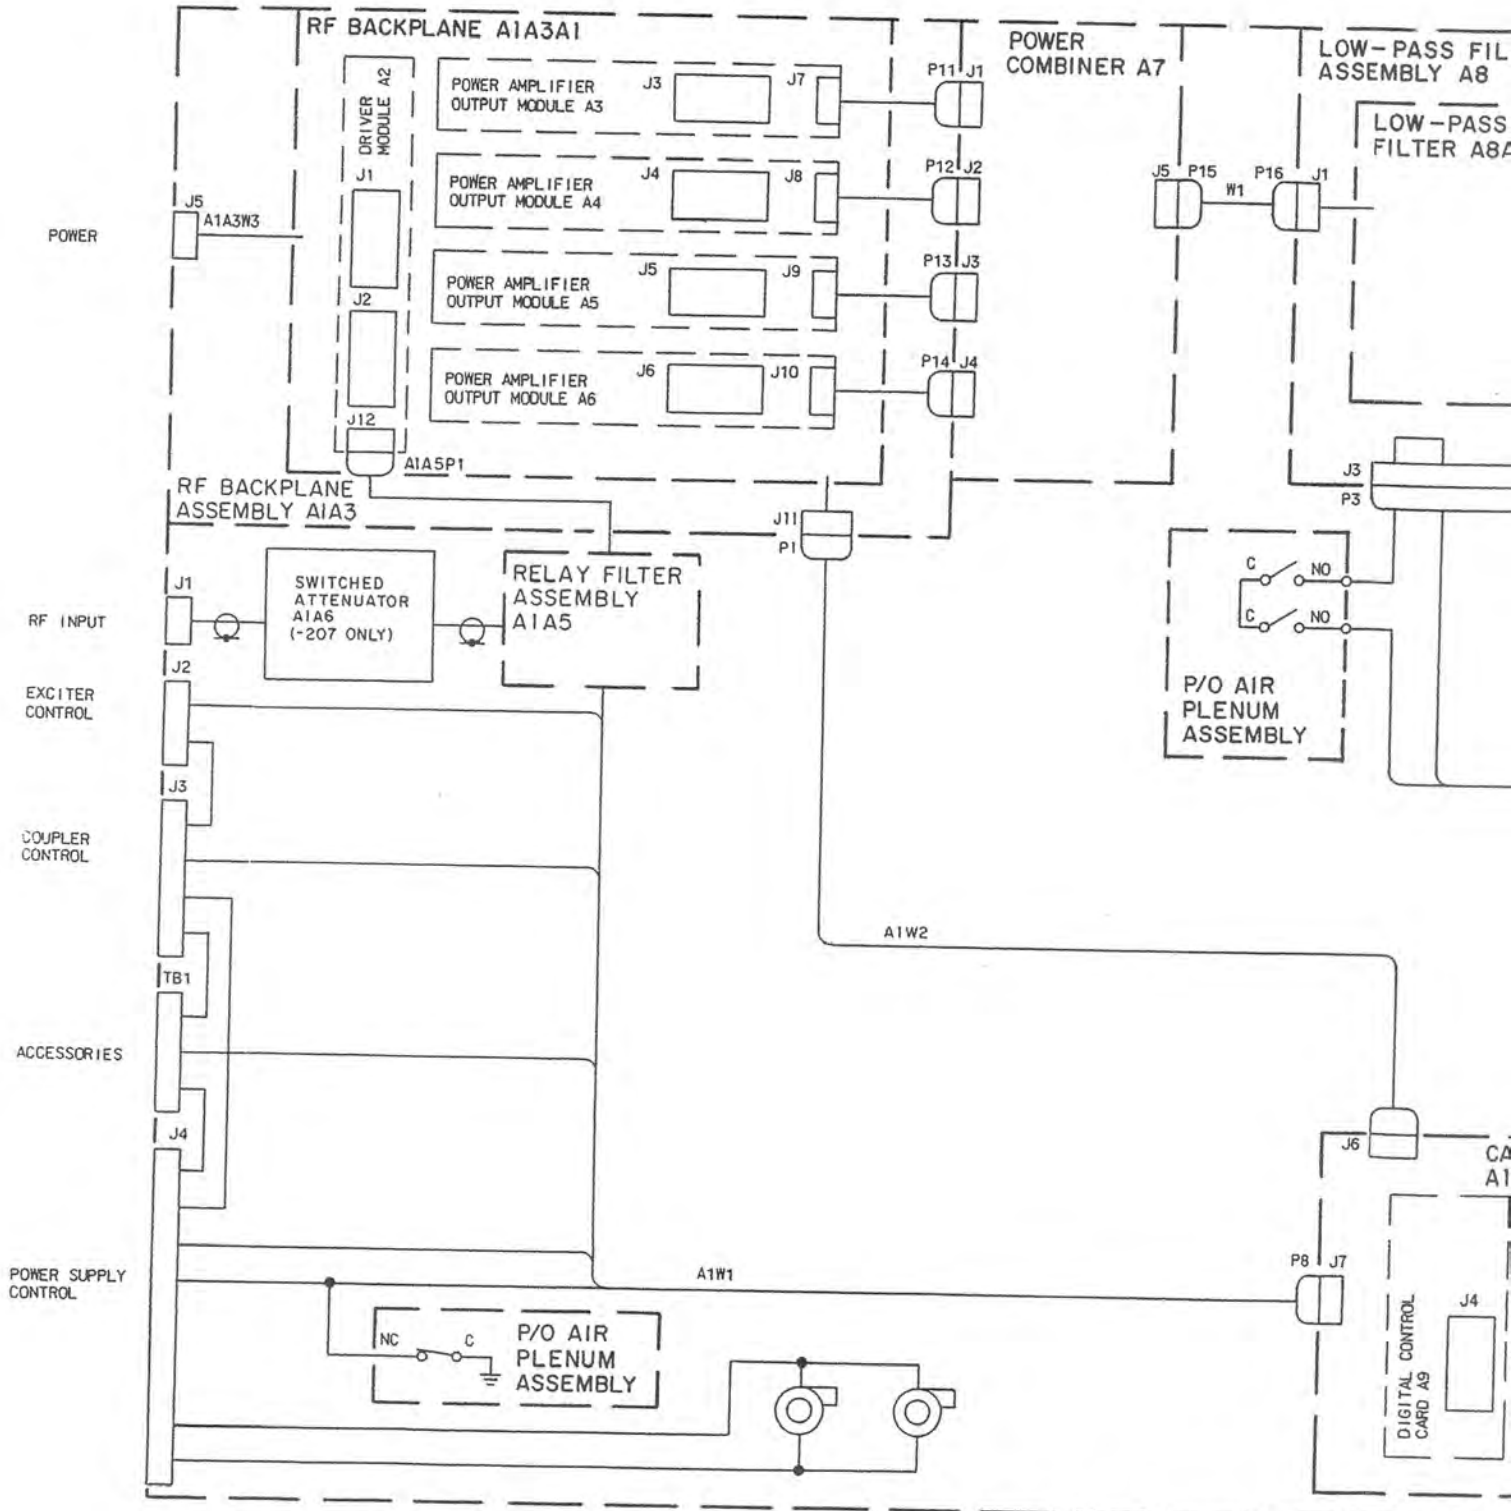 RF BACKPLANE A1A3A1
POWER
COMBINER A7
LOW-PASS FIL
ASSEMBLY A8
LOW-PASS
FILTER A8A
DRIVER
MODULE A2
POWER AMPLIFIER
OUTPUT MODULE A3
J3
J7
P11
J1
POWER AMPLIFIER
OUTPUT MODULE A4
J4
J8
P12
J2
POWER AMPLIFIER
OUTPUT MODULE A5
J5
J9
P13
J3
POWER AMPLIFIER
OUTPUT MODULE A6
J6
J10
P14
J4
J1
J2
J12
A1A5P1
J5
P15
W1
P16
J1
POWER
J5
A1A3W3
RF BACKPLANE
ASSEMBLY A1A3
J11
P1
J3
P3
RF INPUT
J1
SWITCHED
ATTENUATOR
A1A6
(-207 ONLY)
RELAY FILTER
ASSEMBLY
A1A5
C
NO
C
NO
P/O AIR
PLENUM
ASSEMBLY
EXCITER
CONTROL
J2
COUPLER
CONTROL
J3
A1W2
ACCESSORIES
TB1
J6
CA
A1
POWER SUPPLY
CONTROL
J4
A1W1
P8
J7
NC
C
P/O AIR
PLENUM
ASSEMBLY
DIGITAL CONTROL
CARD A9
J4